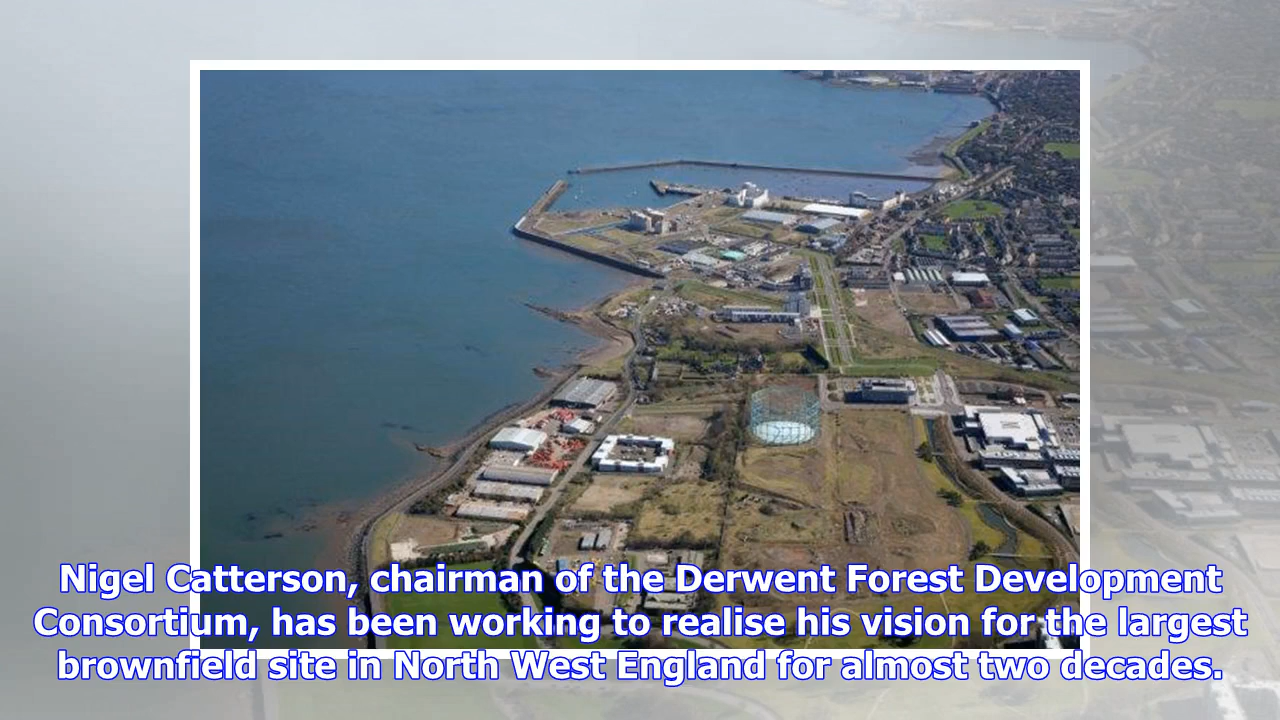 Nigel Catterson, chairman of the Derwent Forest Development
Consortium, has been working to realise his vision for the largest
brownfield site in North West England for almost two decades.